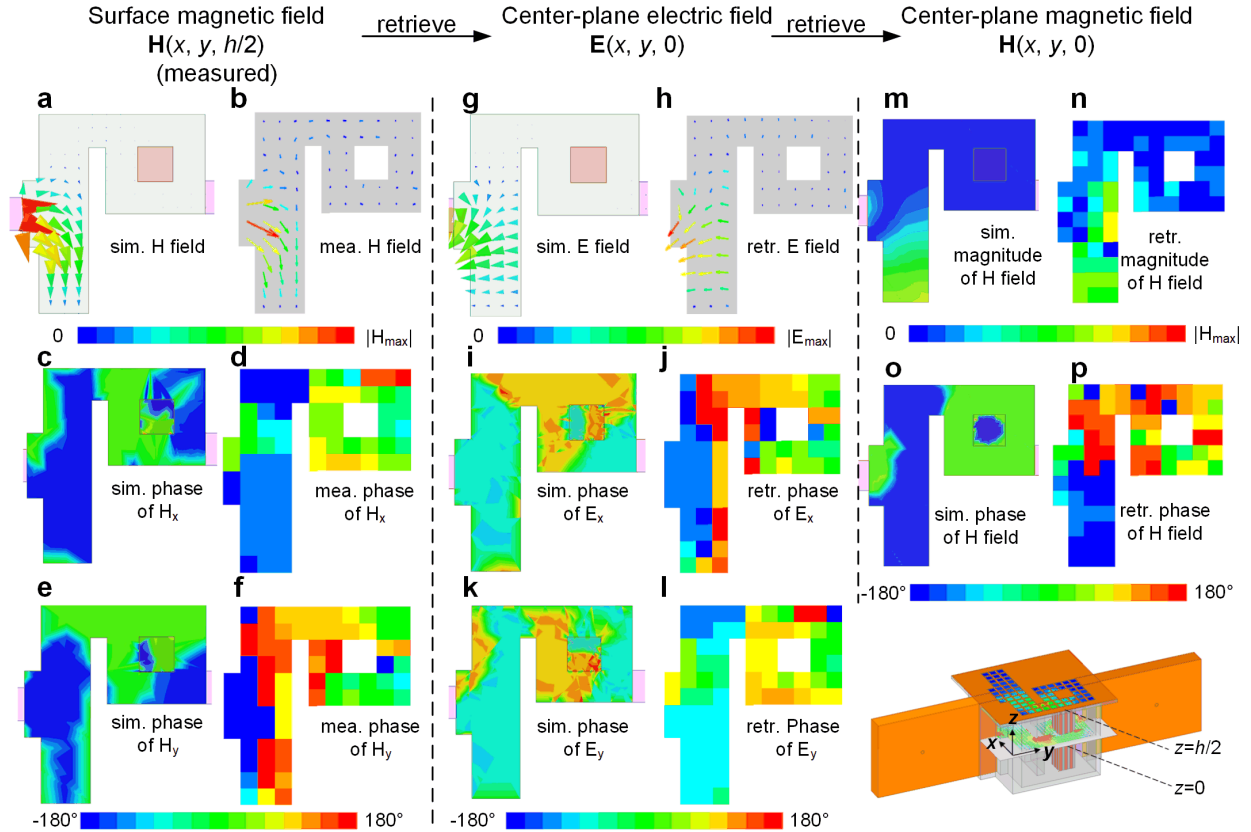 Surface magnetic field
H(x, y, h/2)
(measured)
retrieve
Center-plane electric field
E(x, y, 0)
retrieve
Center-plane magnetic field
H(x, y, 0)
a
b
g
h
m
n
sim. H field
mea. H field
sim. E field
retr. E field
sim.
magnitude
of H field
retr.
magnitude
of H field
0
|Hmax|
0
|Emax|
0
|Hmax|
c
d
i
j
o
p
sim. phase
of Hx
mea. phase
of Hx
sim. phase
of Ex
retr. phase
of Ex
sim. phase
of H field
retr. phase
of H field
-180°
180°
e
f
k
l
sim. phase
of Hy
mea. phase
of Hy
sim. phase
of Ey
retr. Phase
of Ey
-180°
180°
-180°
180°
z
x
y
z=h/2
z=0